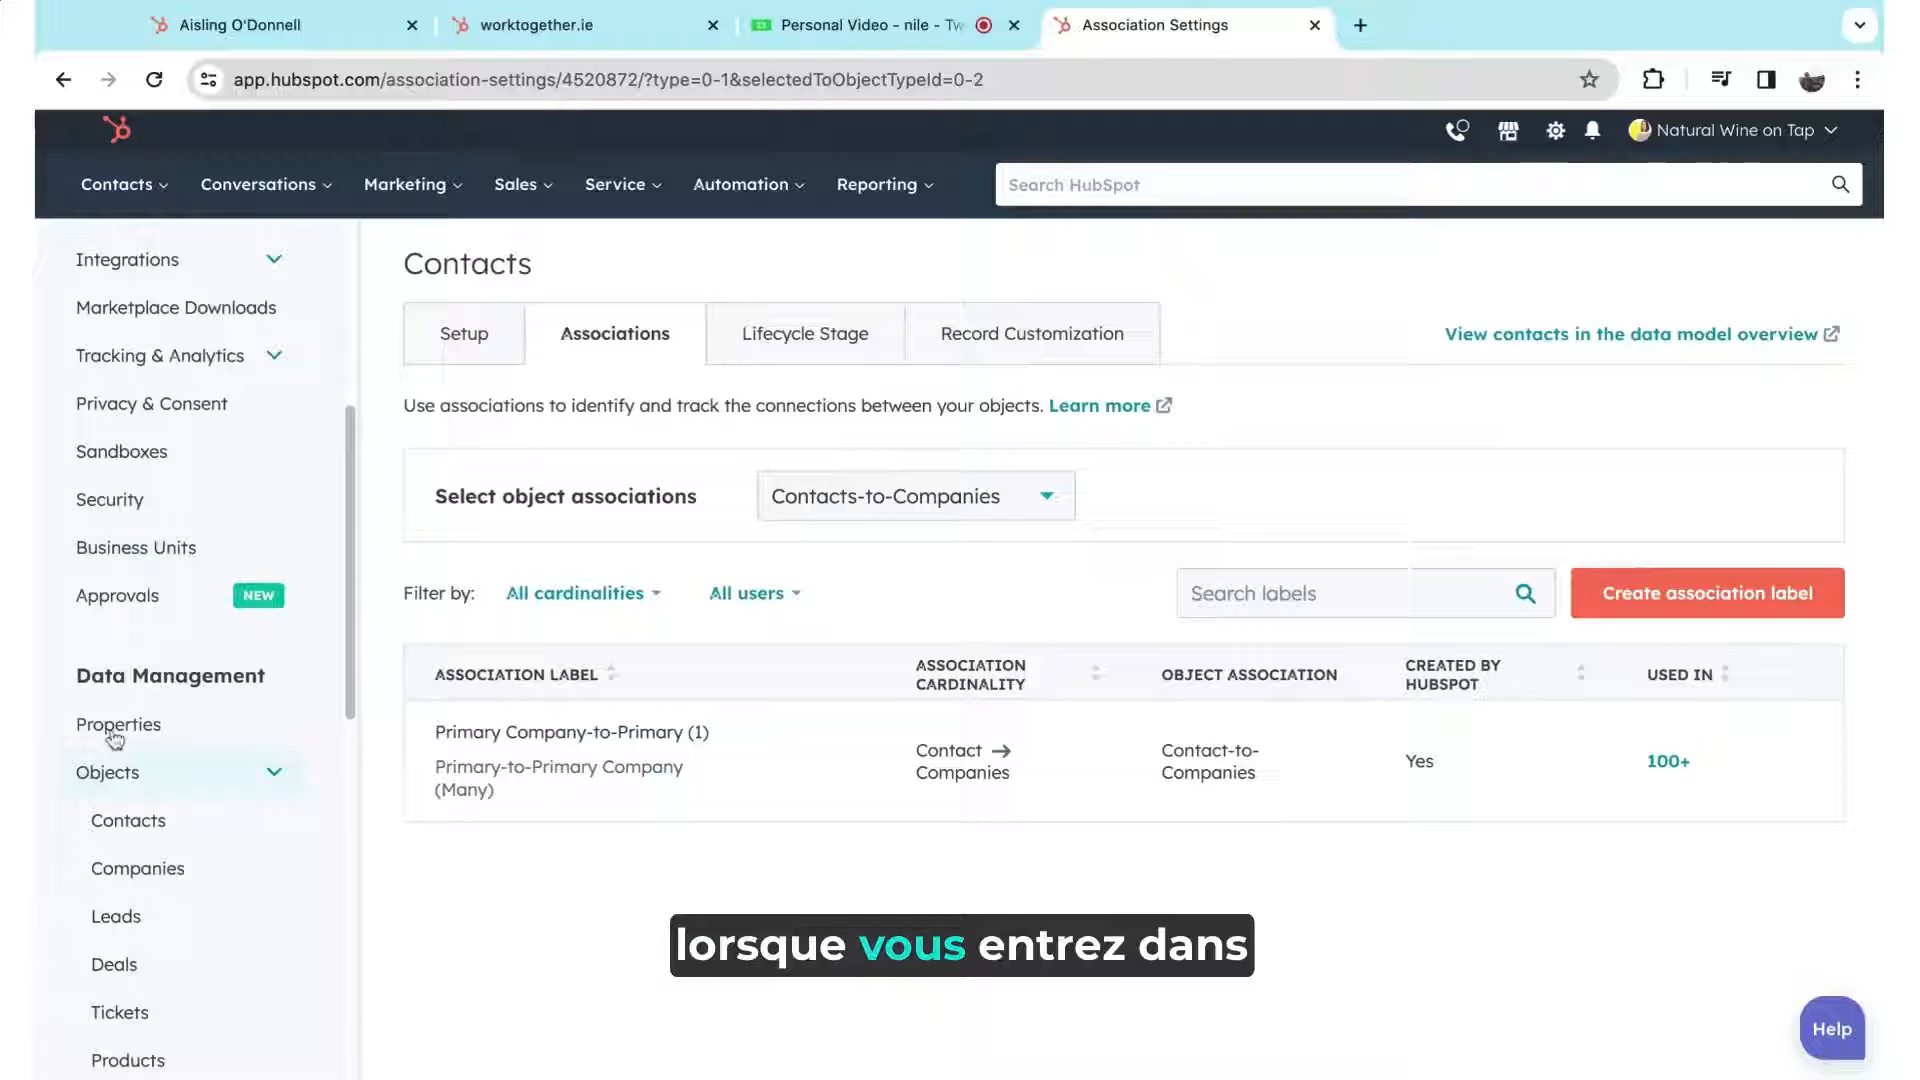 Aisling O'Donnell
worktogether.ie
Personal Video - nile - Tw
Association Settings
app.hubspot.com/association-settings/4520872/?type=0-1&selectedToObjectTypeId=0-2
Natural Wine on Tap
Contacts
Conversations
Marketing
Sales
Service
Automation
Reporting
Search HubSpot
Integrations
Marketplace Downloads
Tracking & Analytics
Privacy & Consent
Sandboxes
Security
Business Units
Approvals
NEW
Data Management
Properties
Objects
Contacts
Companies
Leads
Deals
Tickets
Products
Contacts
Setup
Associations
Lifecycle Stage
Record Customization
View contacts in the data model overview
Use associations to identify and track the connections between your objects. Learn more
Select object associations
Contacts-to-Companies
Filter by:
All cardinalities
All users
Search labels
Create association label
ASSOCIATION LABEL
ASSOCIATION
CARDINALITY
OBJECT ASSOCIATION
CREATED BY
HUBSPOT
USED IN
Primary Company-to-Primary (1)
Primary-to-Primary Company
(Many)
Contact →
Companies
Contact-to-
Companies
Yes
100+
lorsque vous entrez dans
Help